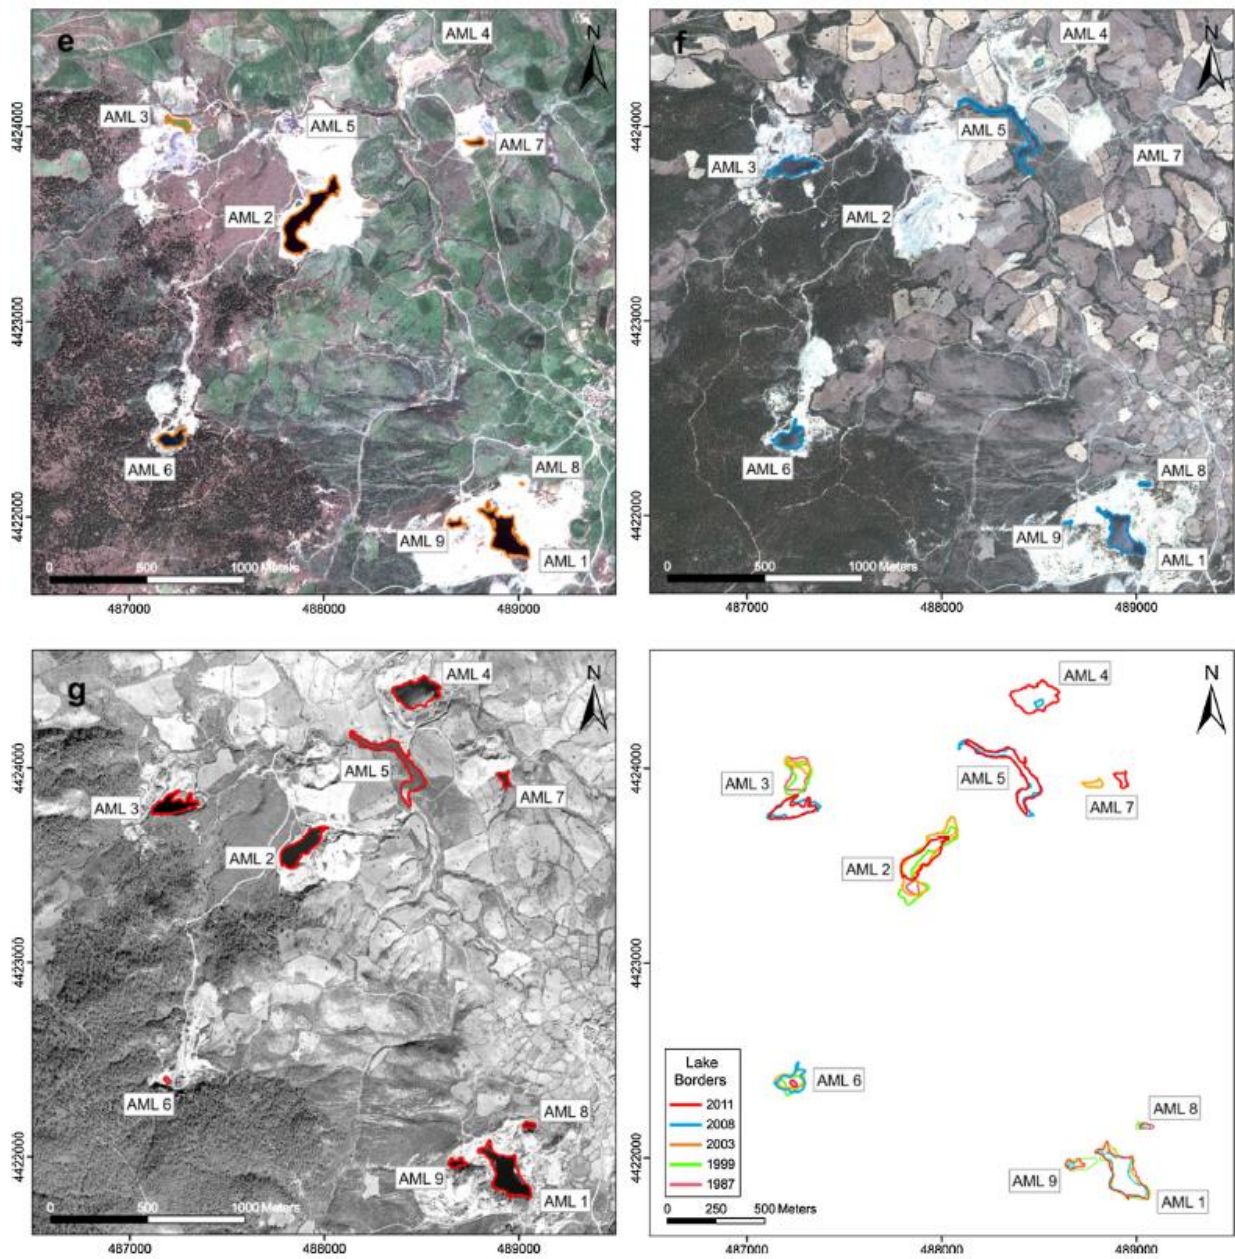 e
AML 4
N
AML 3
AML 5
AML 7
AML 2
AML 6
AML 8
AML 9
AML 1
0 500 1000 Meters
4424000
4423000
4422000
487000 488000 489000
f
AML 4
N
AML 5
AML 3
AML 7
AML 2
AML 6
AML 8
AML 9
AML 1
0 500 1000 Meters
4424000
4423000
4422000
487000 488000 489000
g
AML 4
N
AML 5
AML 3
AML 7
AML 2
AML 6
AML 8
AML 9
AML 1
0 500 1000 Meters
4424000
4423000
4422000
487000 488000 489000
AML 4
N
AML 3
AML 5
AML 7
AML 2
AML 6
AML 8
AML 9
AML 1
Lake
Borders
2011
2008
2003
1999
1987
0 250 500 Meters
4424000
4423000
4422000
487000 488000 489000